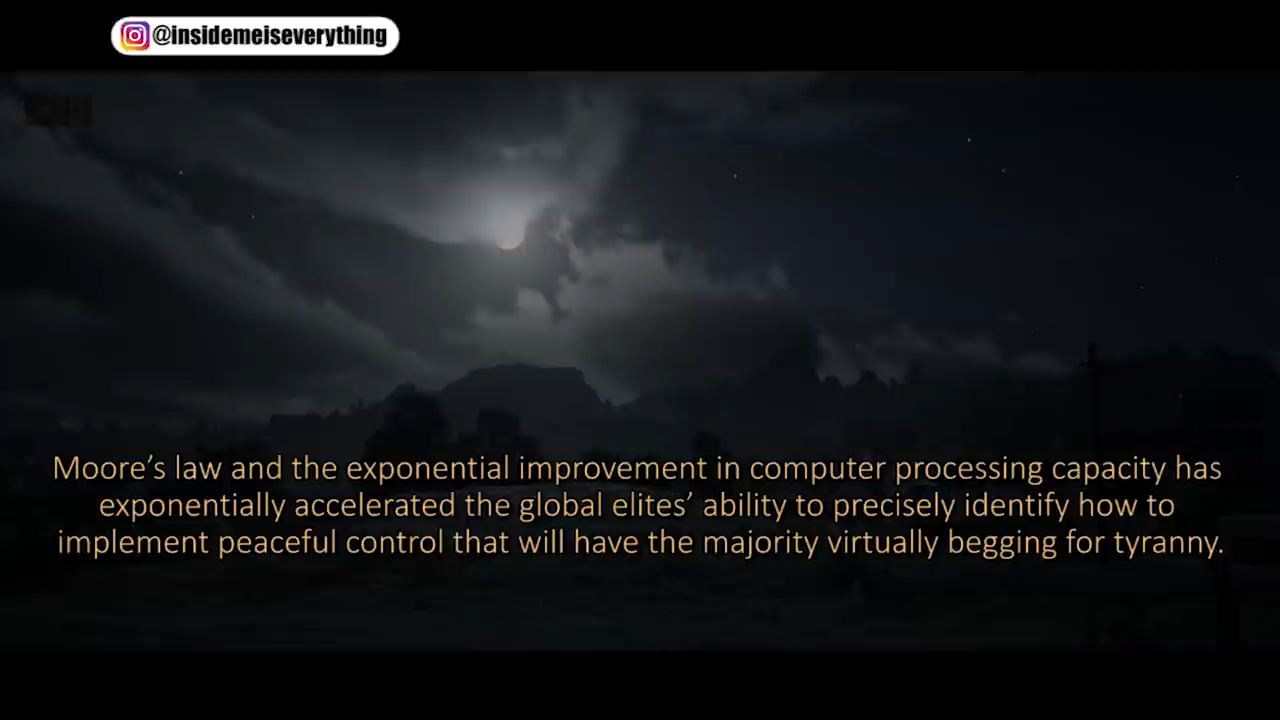 @insidemeiseverything
Moore’s law and the exponential improvement in computer processing capacity has
exponentially accelerated the global elites’ ability to precisely identify how to
implement peaceful control that will have the majority virtually begging for tyranny.